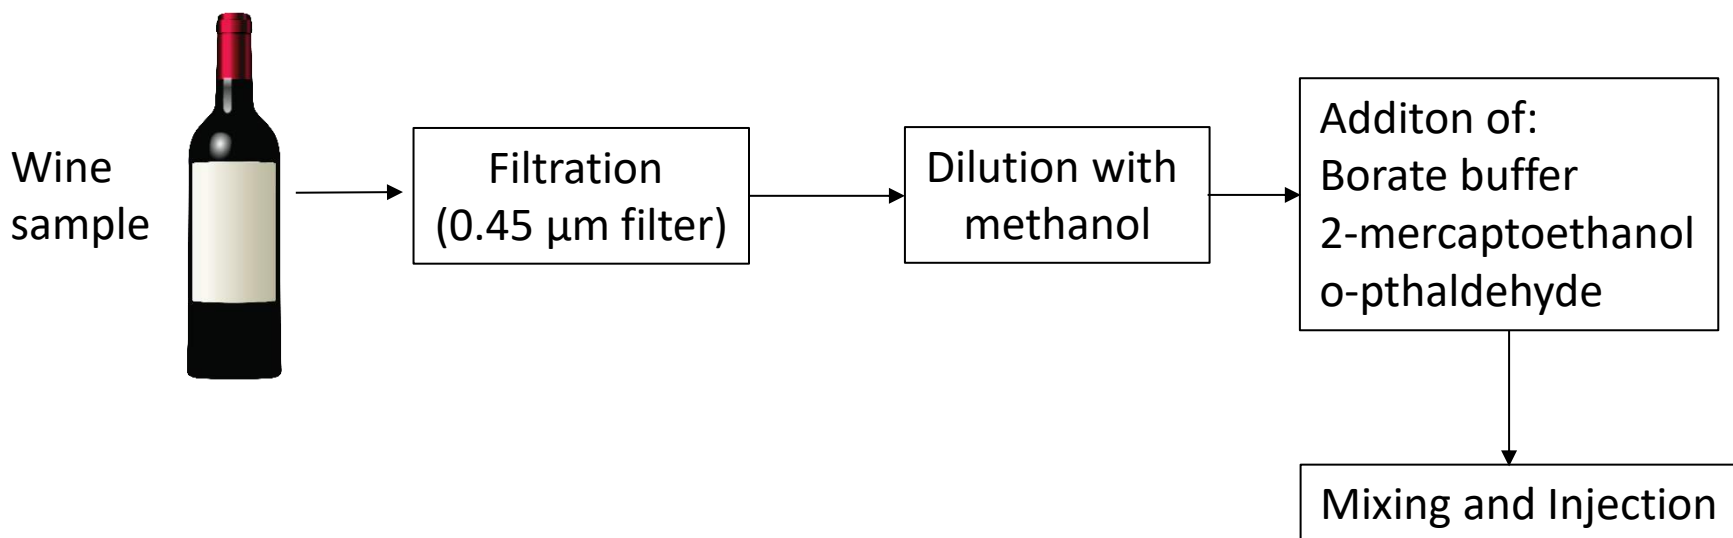 Wine
sample
Filtration
(0.45 µm filter)
Dilution with
methanol
Additon of:
Borate buffer
2-mercaptoethanol
o-pthaldehyde
Mixing and Injection